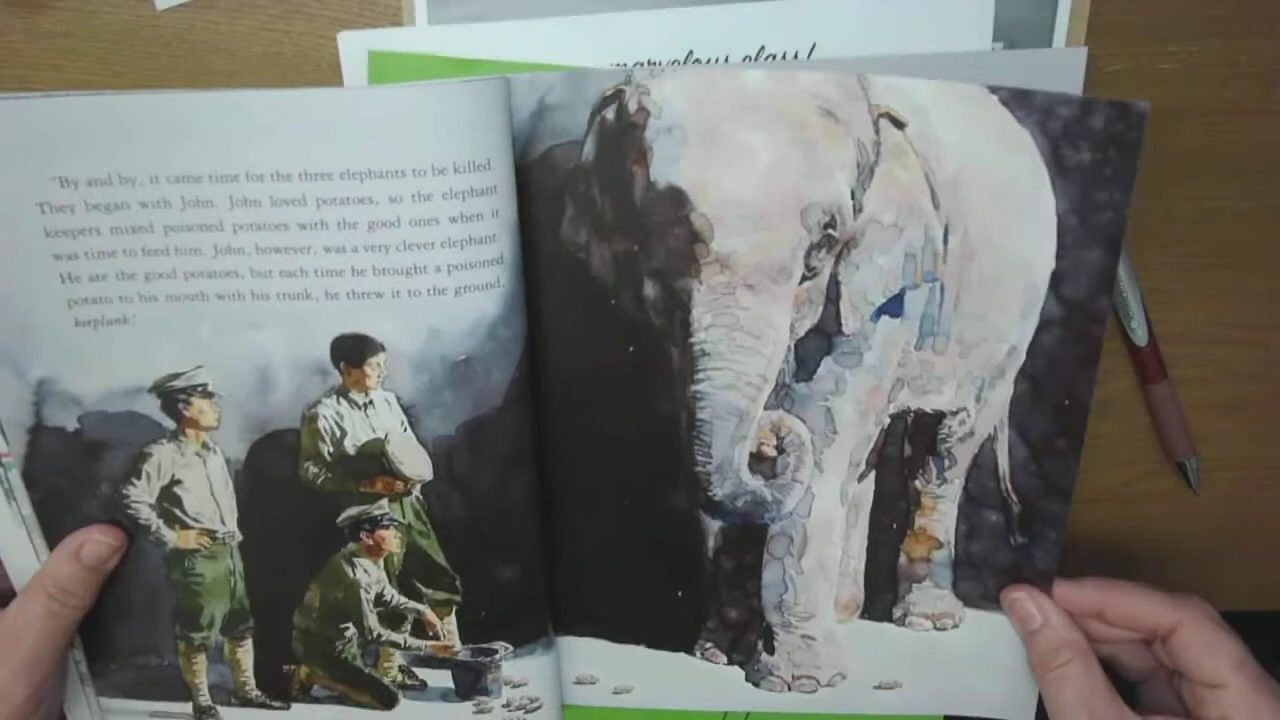 marvelous class!
"By and by, it came time for the three elephants to be killed.
They began with John. John loved potatoes, so the elephant
keepers mixed poisoned potatoes with the good ones when it
was time to feed him. John, however, was a very clever elephant.
He ate the good potatoes, but each time he brought a poisoned
potato to his mouth with his trunk, he threw it to the ground,
kerplunk!